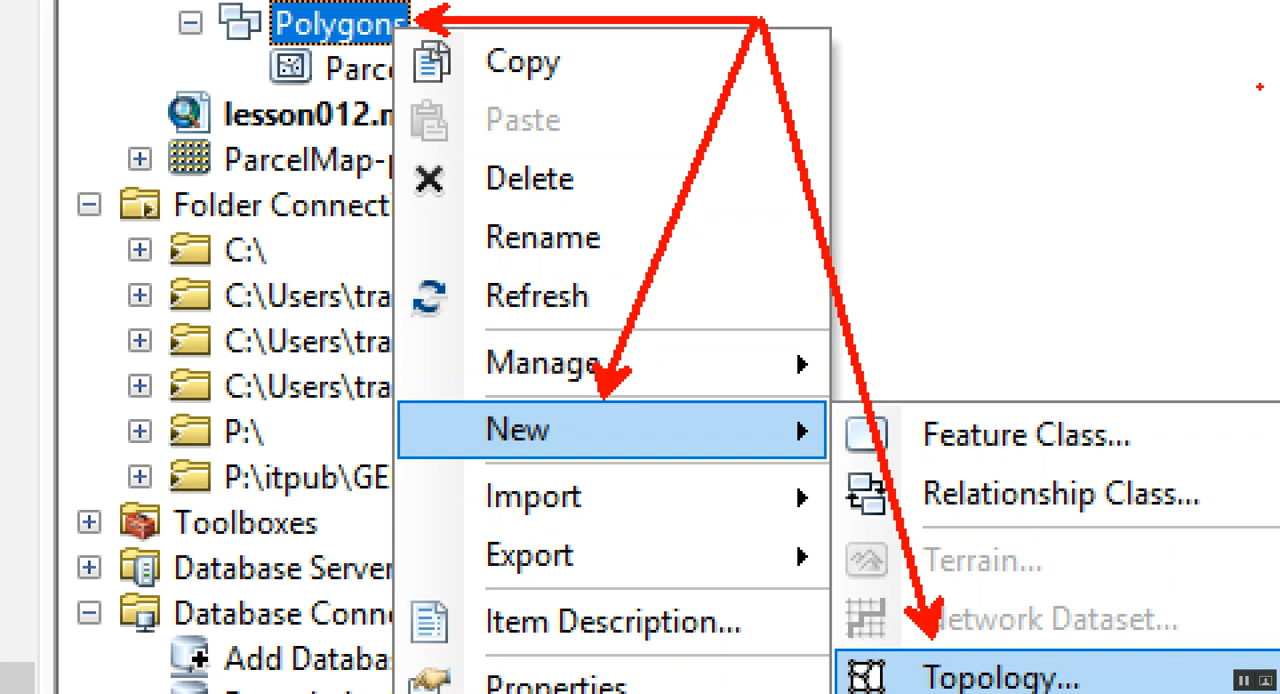 Polygons
Parc
lesson012.
ParcelMap-
Folder Connect
C:\
C:\Users\tra
C:\Users\tra
C:\Users\tra
P:\
P:\itpub\GE
Toolboxes
Database Server
Database Conn
Add Databa
Copy
Paste
Delete
Rename
Refresh
Manage
New
Import
Export
Item Description...
Properties
Feature Class...
Relationship Class...
Terrain...
Network Dataset...
Topology...